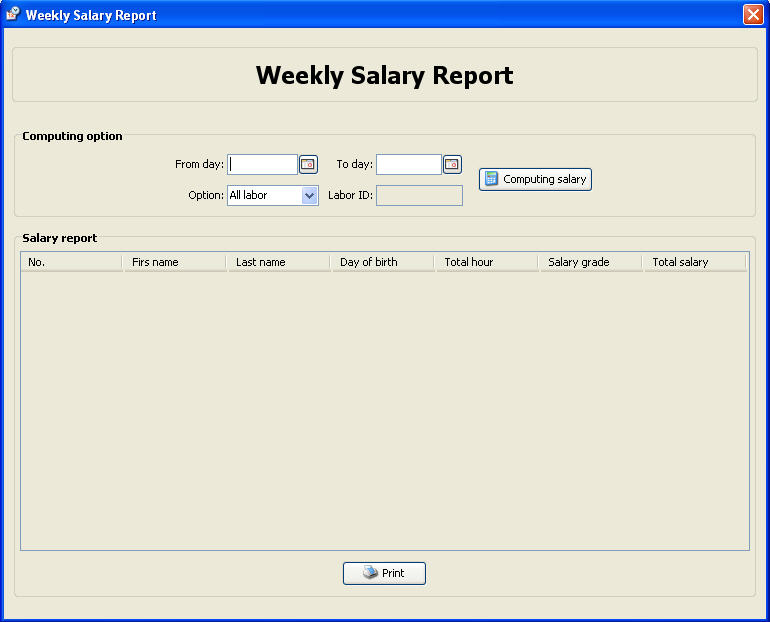 Weekly Salary Report
Weekly Salary Report
Computing option
From day: To day:
Computing salary
Option: All labor Labor ID:
Salary report
No. Firs name Last name Day of birth Total hour Salary grade Total salary
Print